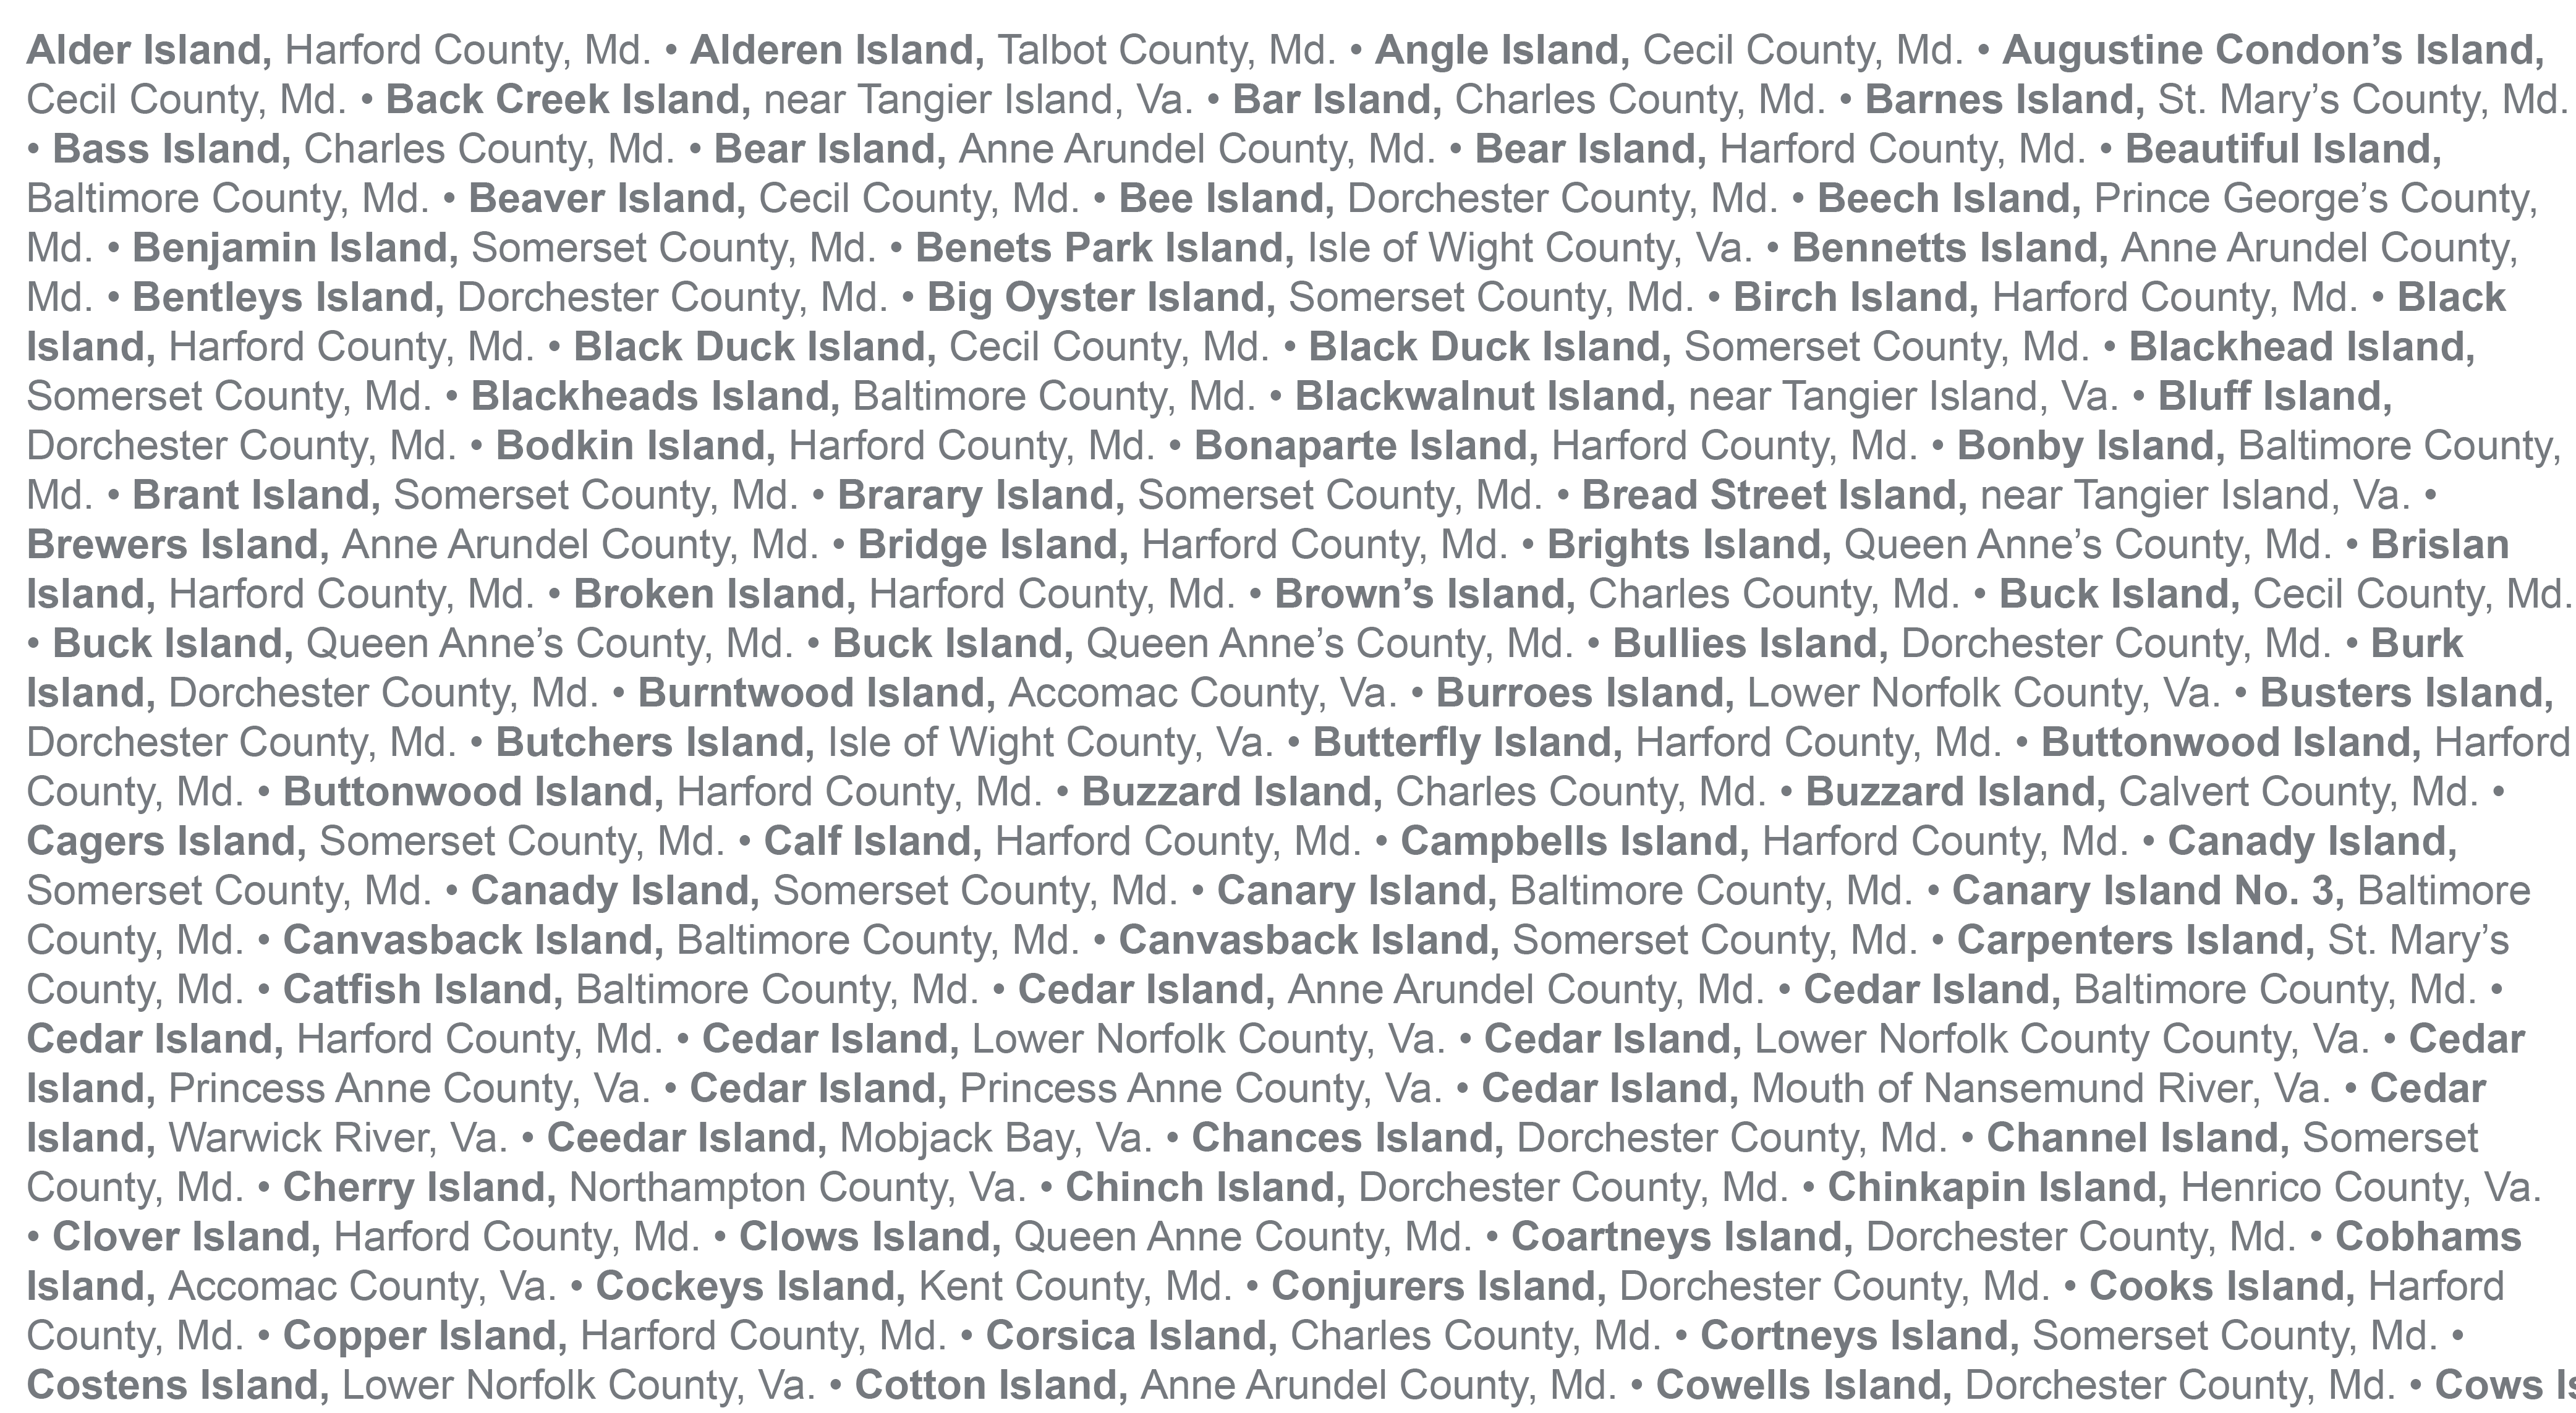 Alder Island, Harford County, Md. • Alderen Island, Talbot County, Md. • Angle Island, Cecil County, Md. • Augustine Condon’s Island,
Cecil County, Md. • Back Creek Island, near Tangier Island, Va. • Bar Island, Charles County, Md. • Barnes Island, St. Mary’s County, Md.
• Bass Island, Charles County, Md. • Bear Island, Anne Arundel County, Md. • Bear Island, Harford County, Md. • Beautiful Island,
Baltimore County, Md. • Beaver Island, Cecil County, Md. • Bee Island, Dorchester County, Md. • Beech Island, Prince George’s County,
Md. • Benjamin Island, Somerset County, Md. • Benets Park Island, Isle of Wight County, Va. • Bennetts Island, Anne Arundel County,
Md. • Bentleys Island, Dorchester County, Md. • Big Oyster Island, Somerset County, Md. • Birch Island, Harford County, Md. • Black
Island, Harford County, Md. • Black Duck Island, Cecil County, Md. • Black Duck Island, Somerset County, Md. • Blackhead Island,
Somerset County, Md. • Blackheads Island, Baltimore County, Md. • Blackwalnut Island, near Tangier Island, Va. • Bluff Island,
Dorchester County, Md. • Bodkin Island, Harford County, Md. • Bonaparte Island, Harford County, Md. • Bonby Island, Baltimore County,
Md. • Brant Island, Somerset County, Md. • Brarary Island, Somerset County, Md. • Bread Street Island, near Tangier Island, Va. •
Brewers Island, Anne Arundel County, Md. • Bridge Island, Harford County, Md. • Brights Island, Queen Anne’s County, Md. • Brislan
Island, Harford County, Md. • Broken Island, Harford County, Md. • Brown’s Island, Charles County, Md. • Buck Island, Cecil County, Md.
• Buck Island, Queen Anne’s County, Md. • Buck Island, Queen Anne’s County, Md. • Bullies Island, Dorchester County, Md. • Burk
Island, Dorchester County, Md. • Burntwood Island, Accomac County, Va. • Burroes Island, Lower Norfolk County, Va. • Busters Island,
Dorchester County, Md. • Butchers Island, Isle of Wight County, Va. • Butterfly Island, Harford County, Md. • Buttonwood Island, Harford
County, Md. • Buttonwood Island, Harford County, Md. • Buzzard Island, Charles County, Md. • Buzzard Island, Calvert County, Md. •
Cagers Island, Somerset County, Md. • Calf Island, Harford County, Md. • Campbells Island, Harford County, Md. • Canady Island,
Somerset County, Md. • Canady Island, Somerset County, Md. • Canary Island, Baltimore County, Md. • Canary Island No. 3, Baltimore
County, Md. • Canvasback Island, Baltimore County, Md. • Canvasback Island, Somerset County, Md. • Carpenters Island, St. Mary’s
County, Md. • Catfish Island, Baltimore County, Md. • Cedar Island, Anne Arundel County, Md. • Cedar Island, Baltimore County, Md. •
Cedar Island, Harford County, Md. • Cedar Island, Lower Norfolk County, Va. • Cedar Island, Lower Norfolk County County, Va. • Cedar
Island, Princess Anne County, Va. • Cedar Island, Princess Anne County, Va. • Cedar Island, Mouth of Nansemund River, Va. • Cedar
Island, Warwick River, Va. • Ceedar Island, Mobjack Bay, Va. • Chances Island, Dorchester County, Md. • Channel Island, Somerset
County, Md. • Cherry Island, Northampton County, Va. • Chinch Island, Dorchester County, Md. • Chinkapin Island, Henrico County, Va.
• Clover Island, Harford County, Md. • Clows Island, Queen Anne County, Md. • Coartneys Island, Dorchester County, Md. • Cobhams
Island, Accomac County, Va. • Cockeys Island, Kent County, Md. • Conjurers Island, Dorchester County, Md. • Cooks Island, Harford
County, Md. • Copper Island, Harford County, Md. • Corsica Island, Charles County, Md. • Cortneys Island, Somerset County, Md. •
Costens Island, Lower Norfolk County, Va. • Cotton Island, Anne Arundel County, Md. • Cowells Island, Dorchester County, Md. • Cows